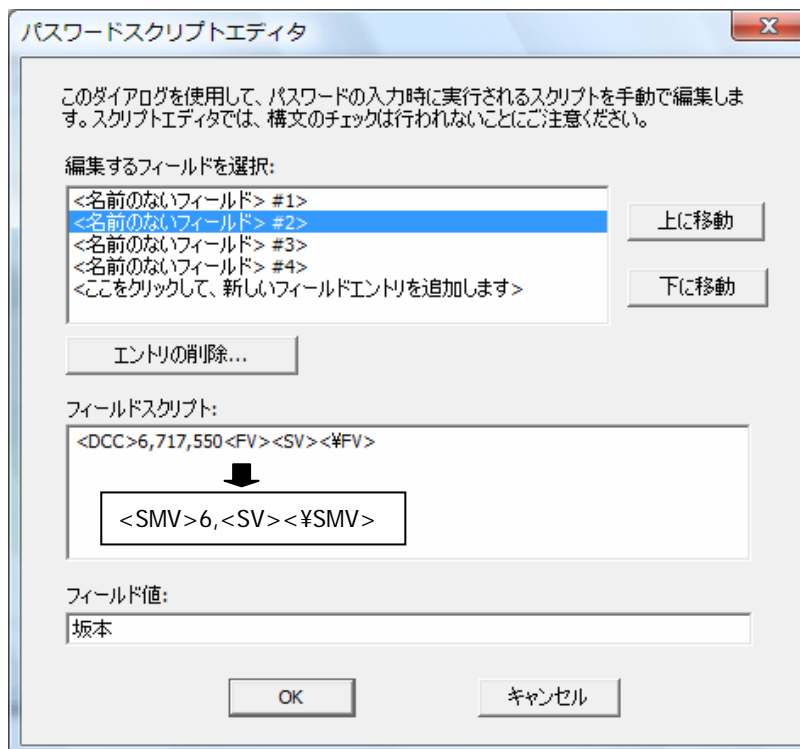 パスワードスクリプトエディタ
このダイアログを使用して、パスワードの入力時に実行されるスクリプトを手動で編集しま
す。スクリプトエディタでは、構文のチェックは行われないことにご注意ください。
編集するフィールドを選択:
<名前のないフィールド> #1>
<名前のないフィールド> #2>
<名前のないフィールド> #3>
<名前のないフィールド> #4>
<ここをクリックして、新しいフィールドエントリを追加します>
上に移動
下に移動
エントリの削除...
フィールドスクリプト:
<DCC>6,717,550<FV><SV><¥FV>
<SMV>6,<SV><¥SMV>
フィールド値:
坂本
OK
キャンセル